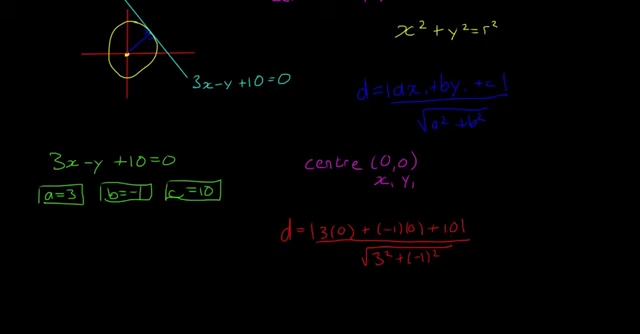 x² + y² = r²
3x - y + 10 = 0
d = |ax₁ + by₁ + c|
√a² + b²
3x - y + 10 = 0
a = 3 b = -1 c = 10
centre (0,0)
x₁ y₁
d = |3(0) + (-1)(0) + 10|
√3² + (-1)²